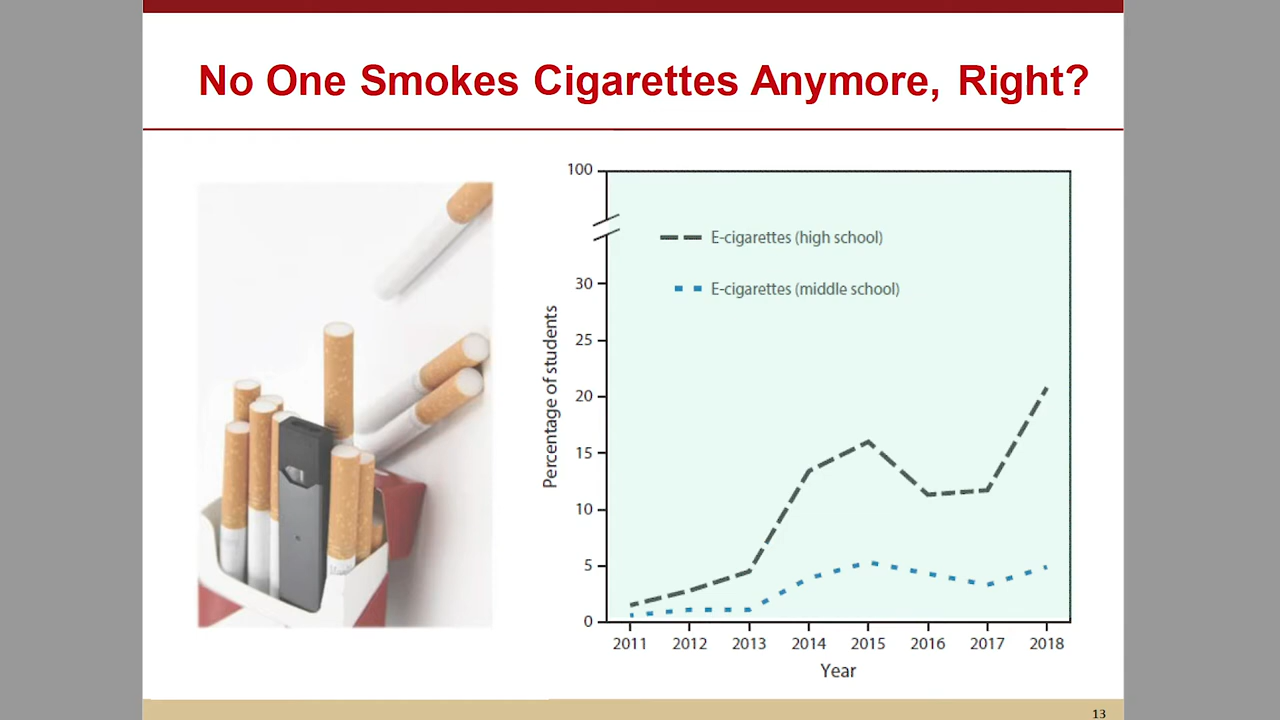 No One Smokes Cigarettes Anymore, Right?
100
E-cigarettes (high school)
E-cigarettes (middle school)
30
25
20
15
10
5
0
Percentage of students
2011 2012 2013 2014 2015 2016 2017 2018
Year
13